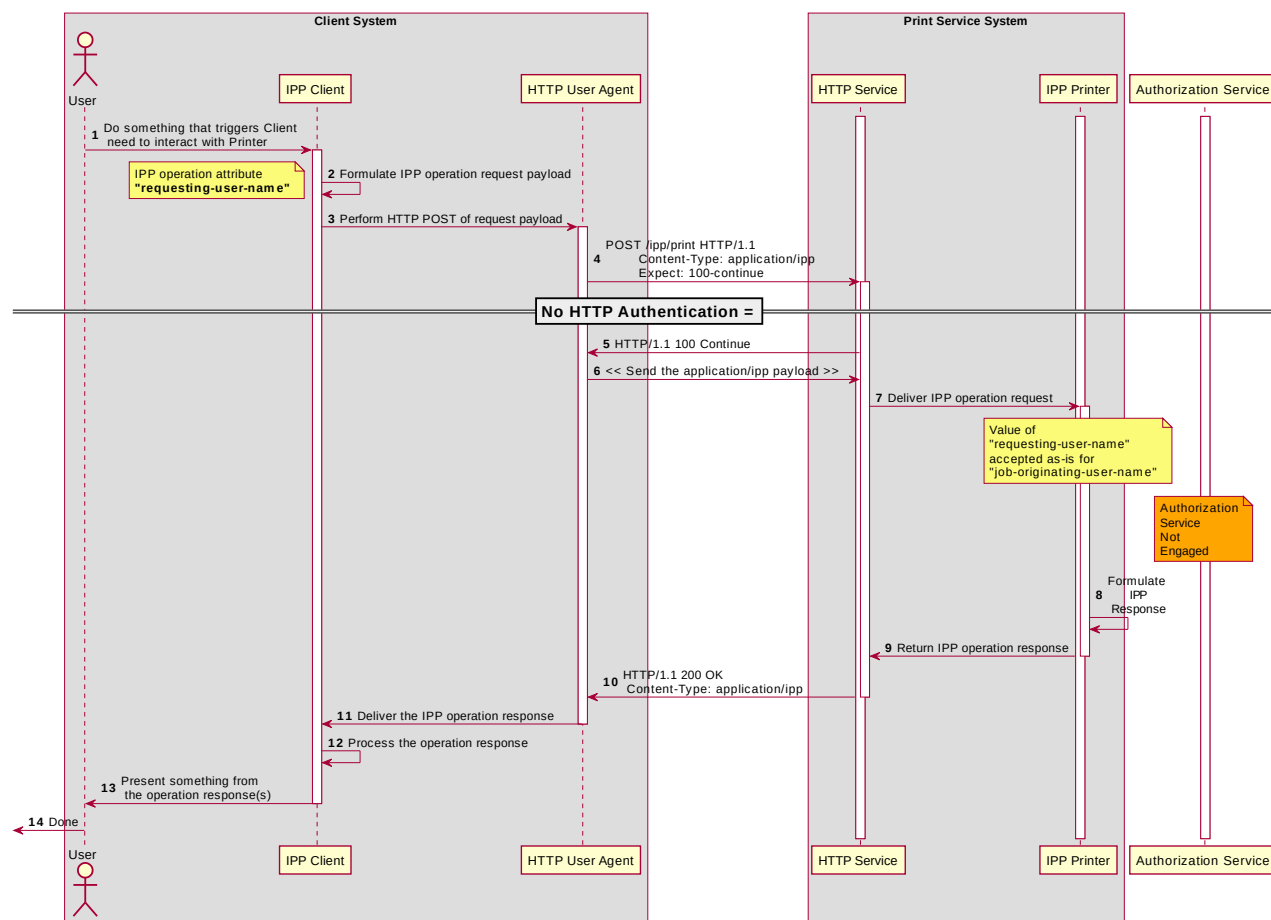 Client System
Print Service System
User
IPP Client
HTTP User Agent
HTTP Service
IPP Printer
Authorization Service
1 Do something that triggers Client
need to interact with Printer
IPP operation attribute
"requesting-user-name"
2 Formulate IPP operation request payload
3 Perform HTTP POST of request payload
POST /ipp/print HTTP/1.1
4 Content-Type: application/ipp
Expect: 100-continue
No HTTP Authentication =
5 HTTP/1.1 100 Continue
6 << Send the application/ipp payload >>
7 Deliver IPP operation request
Value of
"requesting-user-name"
accepted as-is for
"job-originating-user-name"
Authorization
Service
Not
Engaged
Formulate
8 IPP
Response
9 Return IPP operation response
10 HTTP/1.1 200 OK
Content-Type: application/ipp
11 Deliver the IPP operation response
12 Process the operation response
13 Present something from
the operation response(s)
14 Done
User
IPP Client
HTTP User Agent
HTTP Service
IPP Printer
Authorization Service